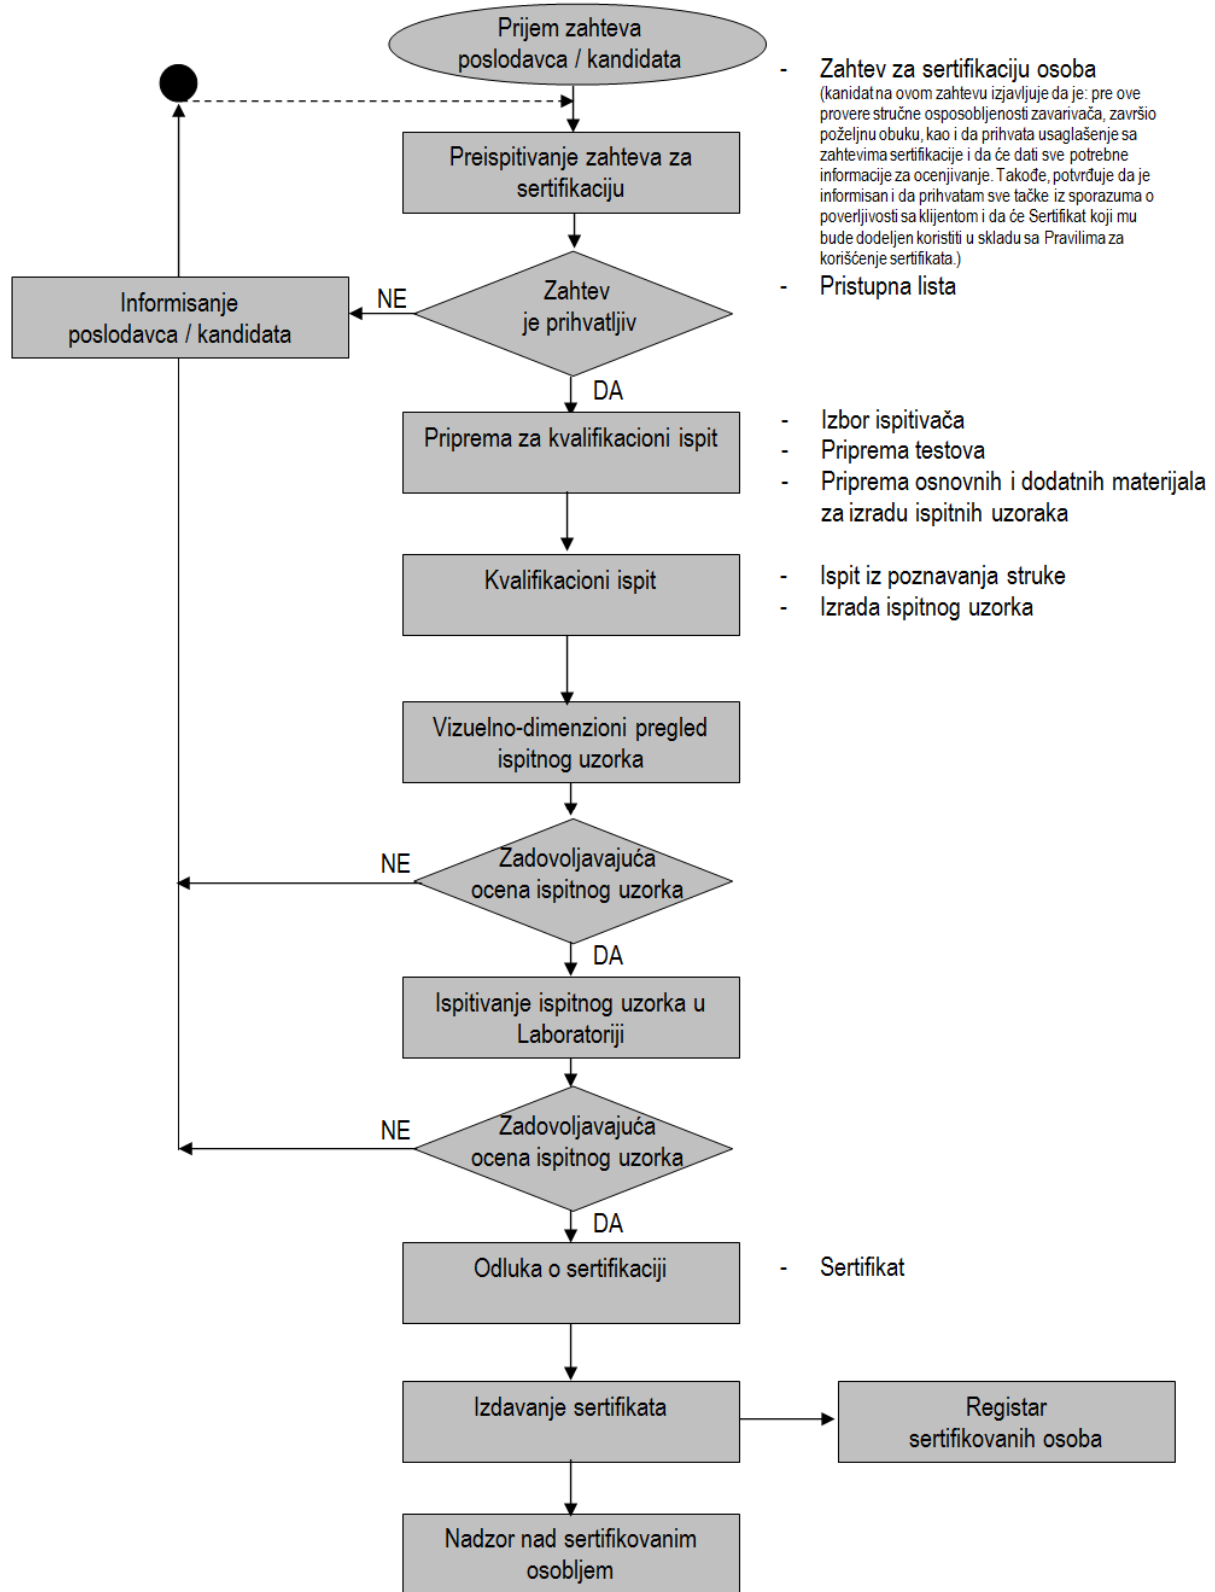 Prijem zahteva
poslodavca / kandidata
- Zahtev za sertifikaciju osoba
(kanidat na ovom zahtevu izjavljuje da je: pre ove
provere stručne osposobljenosti zavarivača, završio
poželjnu obuku, kao i da prihvata usaglašenje sa
zahtevima sertifikacije i da će dati sve potrebne
informacije za ocenjivanje. Takođe, potvrđuje da je
informisan i da prihvatam sve tačke iz sporazuma o
poverljivosti sa klijentom i da će Sertifikat koji mu
bude dodeljen koristiti u skladu sa Pravilima za
korišćenje sertifikata.)
- Pristupna lista
Preispitivanje zahteva za
sertifikaciju
Zahtev
je prihvatljiv
NE
Informisanje
poslodavca / kandidata
DA
Priprema za kvalifikacioni ispit
- Izbor ispitivača
- Priprema testova
- Priprema osnovnih i dodatnih materijala
za izradu ispitnih uzoraka
Kvalifikacioni ispit
- Ispit iz poznavanja struke
- Izrada ispitnog uzorka
Vizuelno-dimenzioni pregled
ispitnog uzorka
Zadovoljavajuća
ocena ispitnog uzorka
NE
DA
Ispitivanje ispitnog uzorka u
Laboratoriji
Zadovoljavajuća
ocena ispitnog uzorka
NE
DA
Odluka o sertifikaciji
- Sertifikat
Izdavanje sertifikata
Registar
sertifikovanih osoba
Nadzor nad sertifikovanim
osobljem